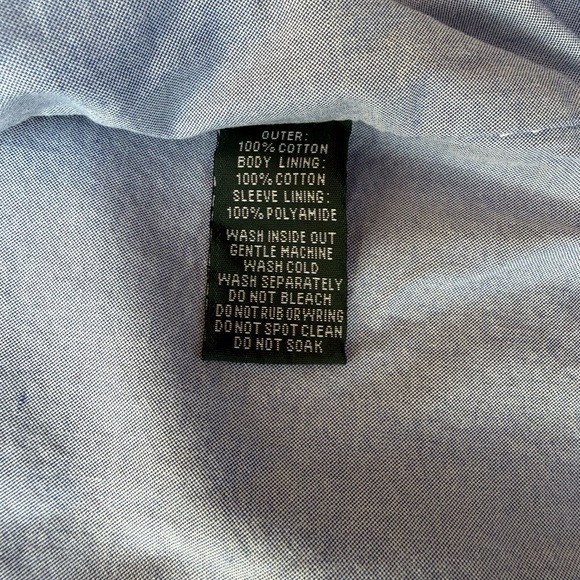 OUTER:
100% COTTON
BODY LINING:
100% COTTON
SLEEVE LINING:
100% POLYAMIDE
WASH INSIDE OUT
GENTLE MACHINE
WASH COLD
WASH SEPARATELY
DO NOT BLEACH
DO NOT RUB OR WRING
DO NOT SPOT CLEAN
DO NOT SOAK